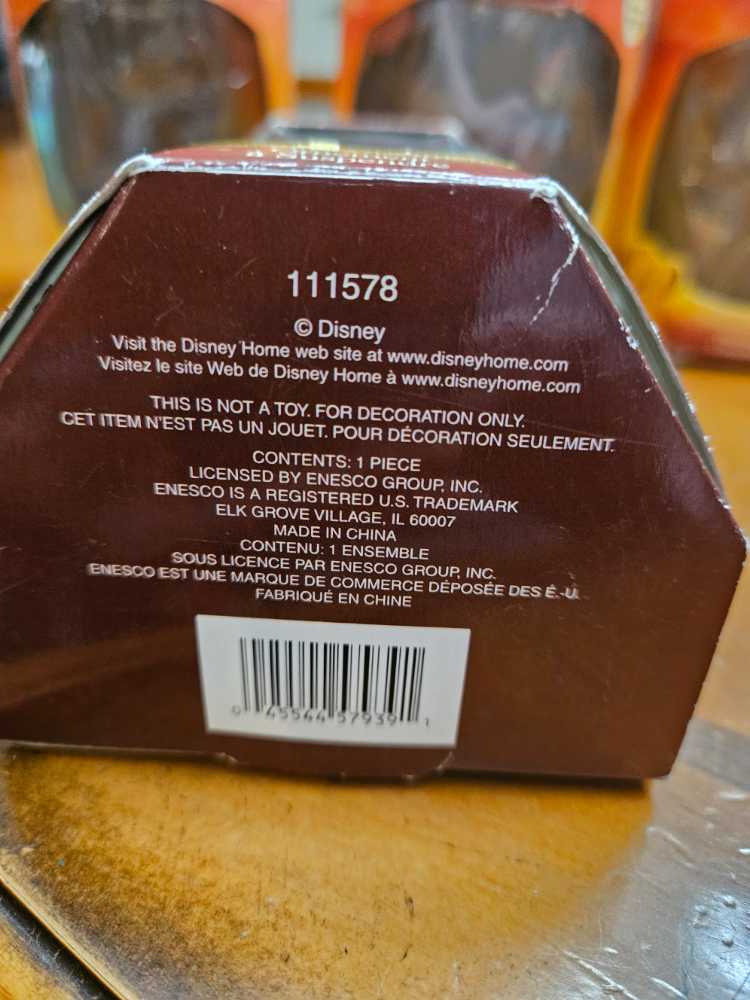 111578
© Disney
Visit the Disney Home web site at www.disneyhome.com
Visitez le site Web de Disney Home à www.disneyhome.com
THIS IS NOT A TOY. FOR DECORATION ONLY.
CET ITEM N'EST PAS UN JOUET. POUR DÉCORATION SEULEMENT.
CONTENTS: 1 PIECE
LICENSED BY ENESCO GROUP, INC.
ENESCO IS A REGISTERED U.S. TRADEMARK
ELK GROVE VILLAGE, IL 60007
MADE IN CHINA
CONTENU: 1 ENSEMBLE
SOUS LICENCE PAR ENESCO GROUP, INC.
ENESCO EST UNE MARQUE DE COMMERCE DÉPOSÉE DES É.-U.
FABRIQUÉ EN CHINE
0 45544 57939 1